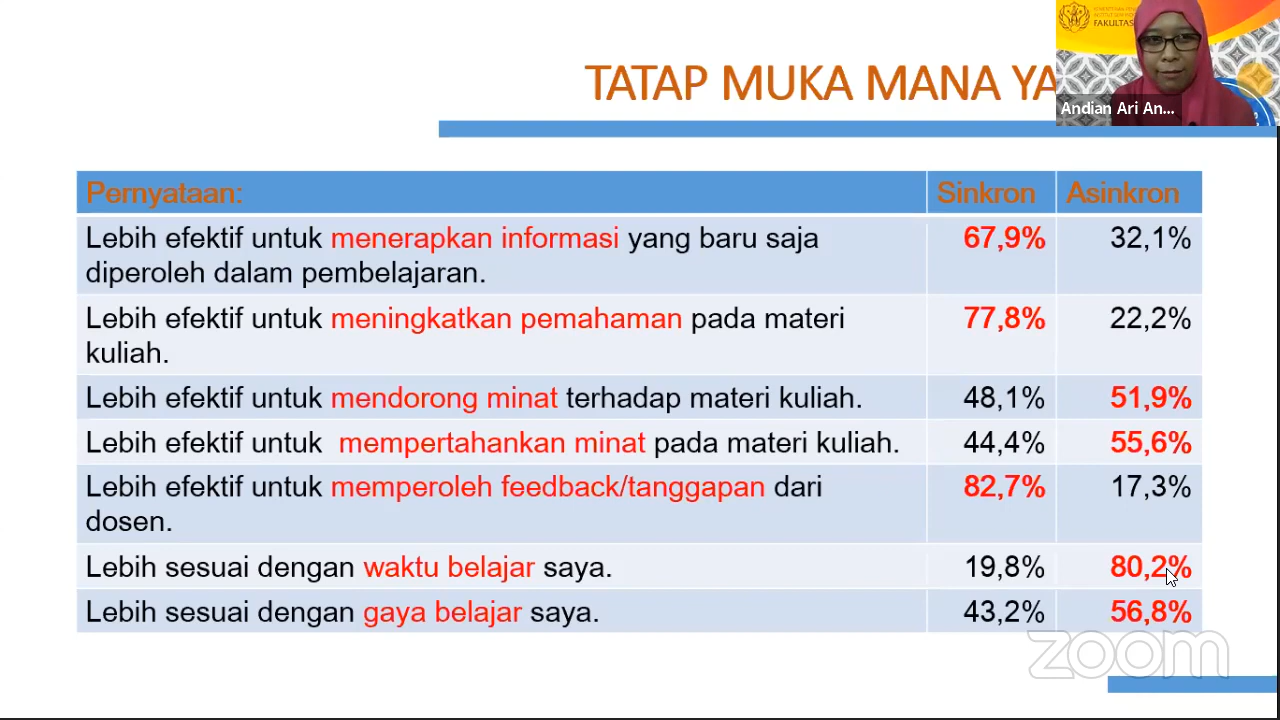 FAKULTAS
TATAP MUKA MANA YA
Andian Ari An...
Pernyataan: Sinkron Asinkron
Lebih efektif untuk menerapkan informasi yang baru saja 67,9% 32,1%
diperoleh dalam pembelajaran.
Lebih efektif untuk meningkatkan pemahaman pada materi 77,8% 22,2%
kuliah.
Lebih efektif untuk mendorong minat terhadap materi kuliah. 48,1% 51,9%
Lebih efektif untuk mempertahankan minat pada materi kuliah. 44,4% 55,6%
Lebih efektif untuk memperoleh feedback/tanggapan dari 82,7% 17,3%
dosen.
Lebih sesuai dengan waktu belajar saya. 19,8% 80,2%
Lebih sesuai dengan gaya belajar saya. 43,2% 56,8%
zoom